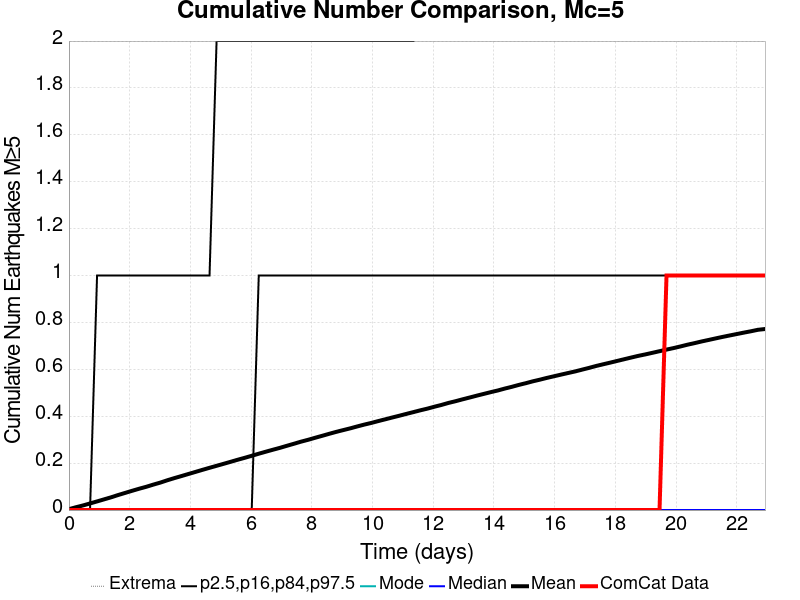 Cumulative Number Comparison, Mc=5
Cumulative Num Earthquakes M≥5
2
1.8
1.6
1.4
1.2
1
0.8
0.6
0.4
0.2
0
0 2 4 6 8 10 12 14 16 18 20 22
Time (days)
Extrema p2.5,p16,p84,p97.5 Mode Median Mean ComCat Data